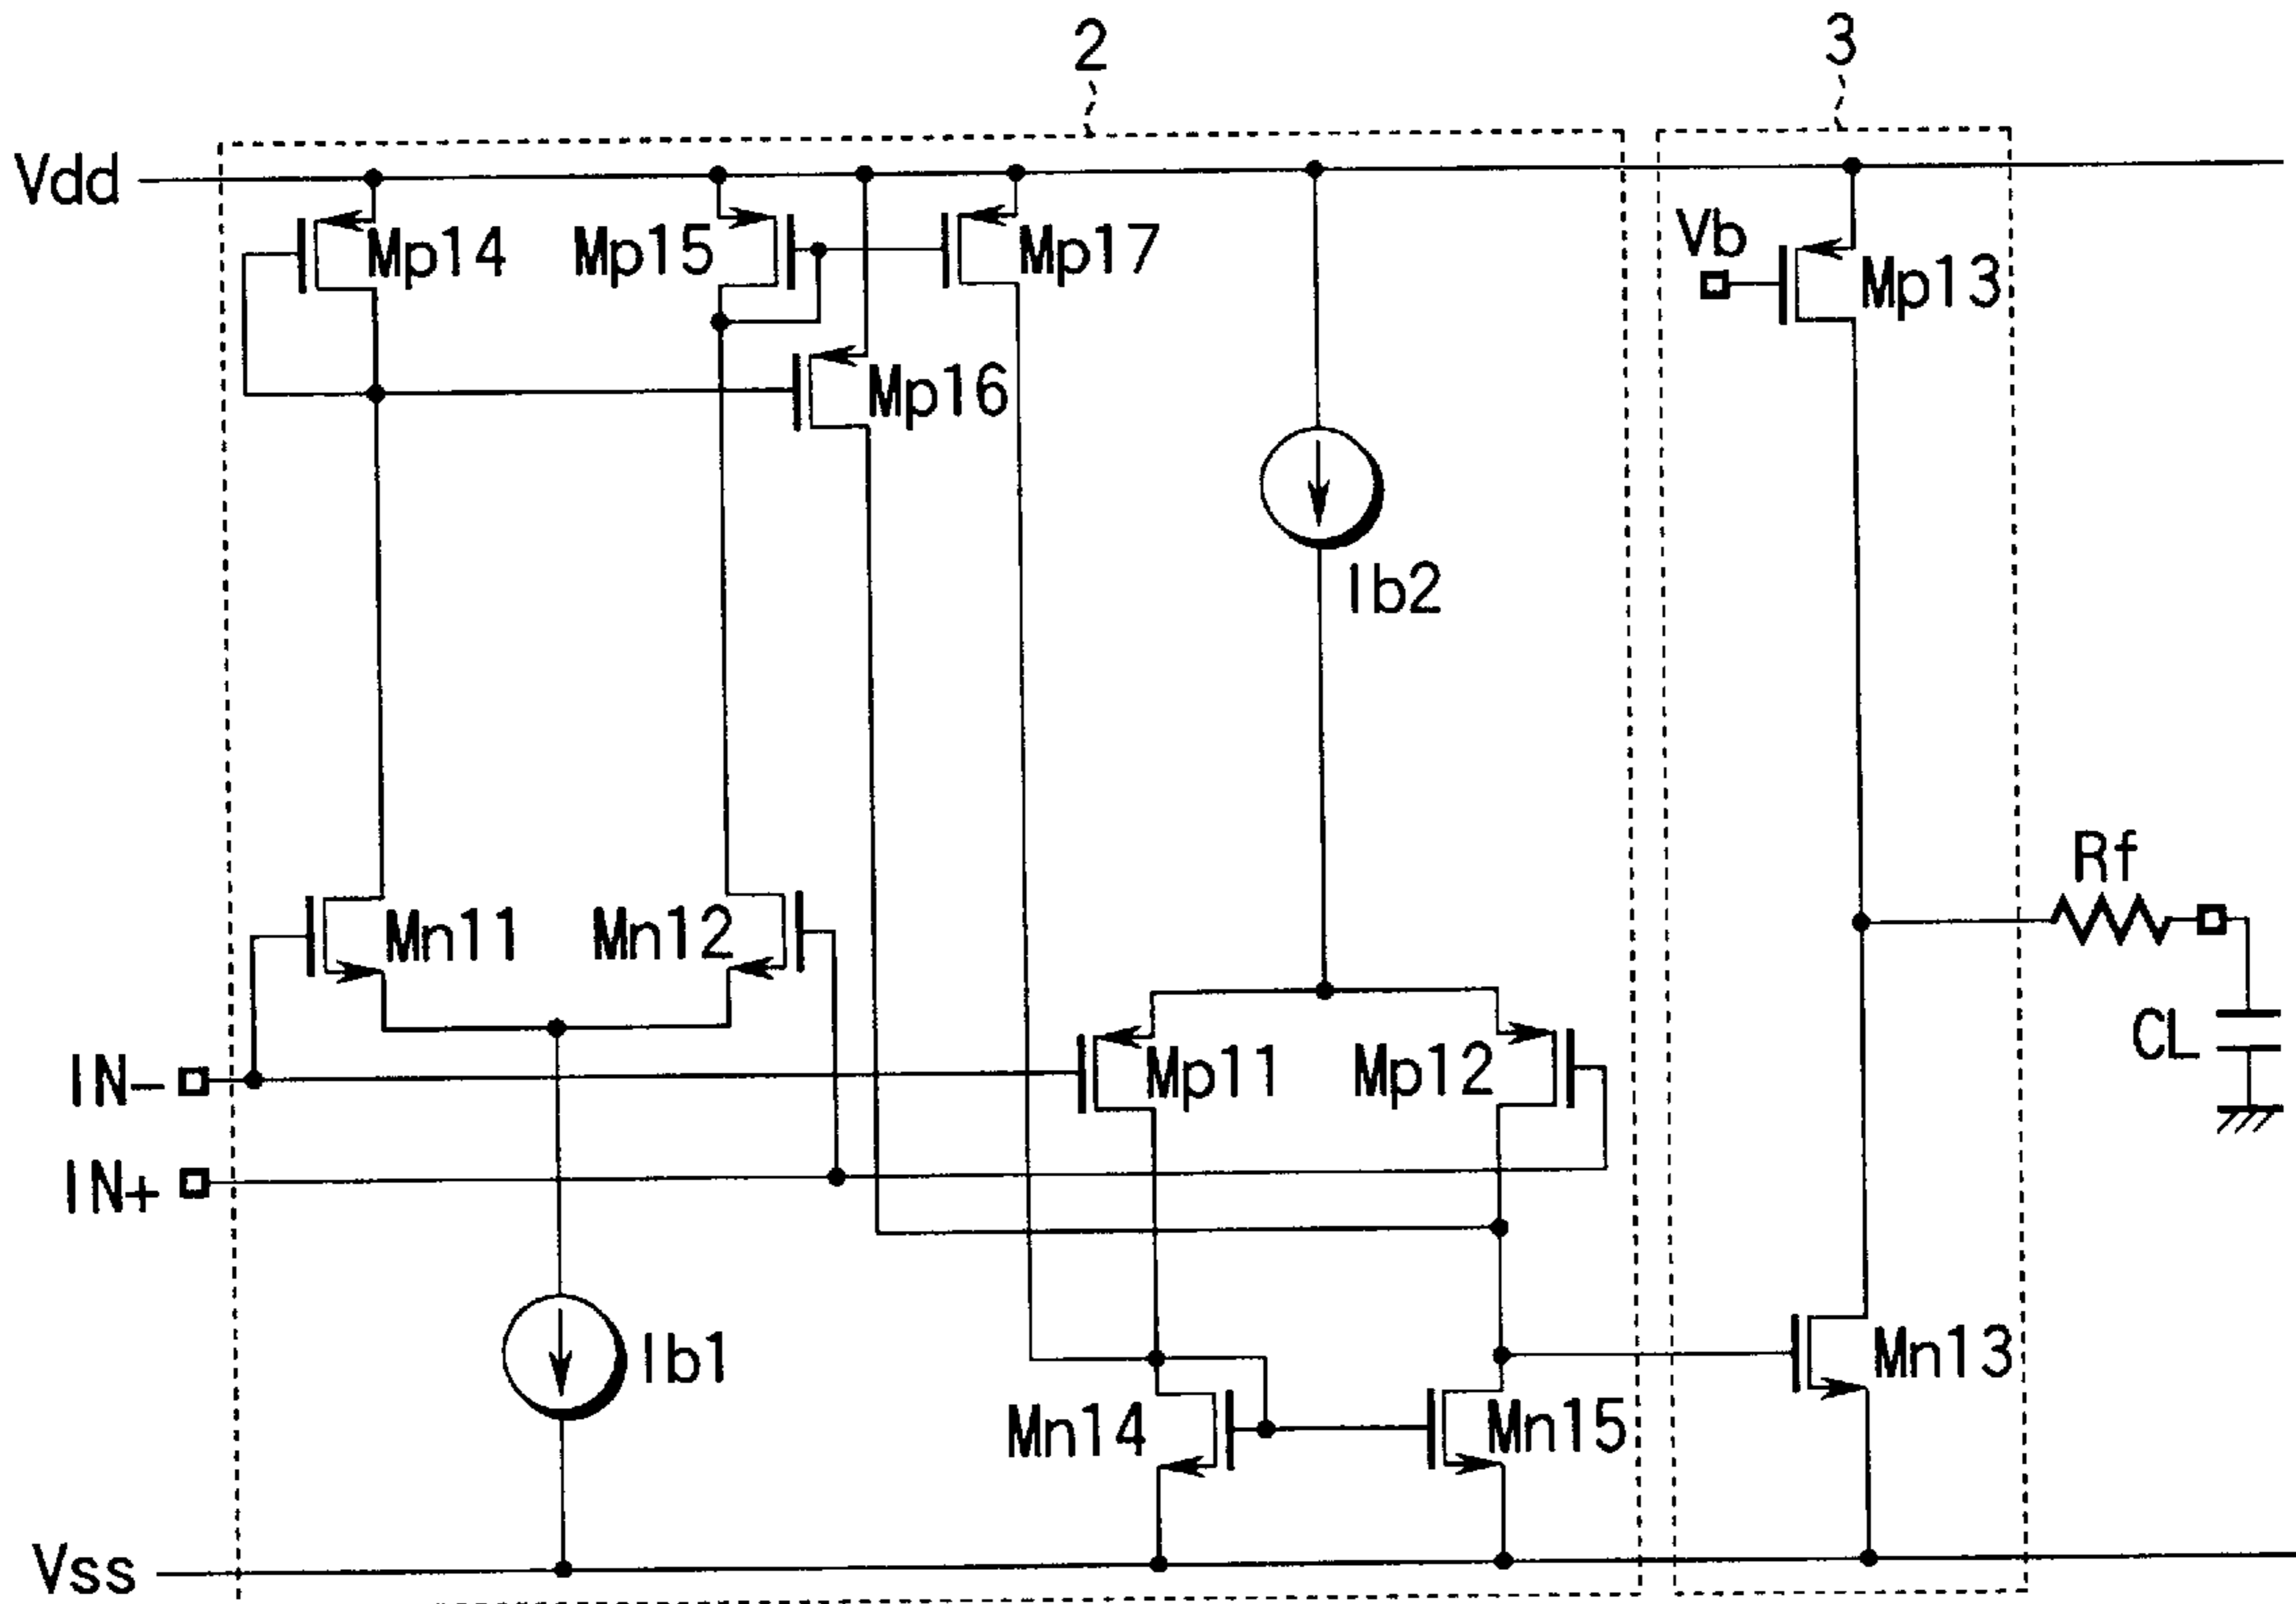 2
3
Vdd
Mp14
Mp15
Mp17
Vb
Mp13
Mp16
Ib2
Rf
Mn11
Mn12
CL
IN-
Mp11
Mp12
IN+
Ib1
Mn13
Mn14
Mn15
Vss